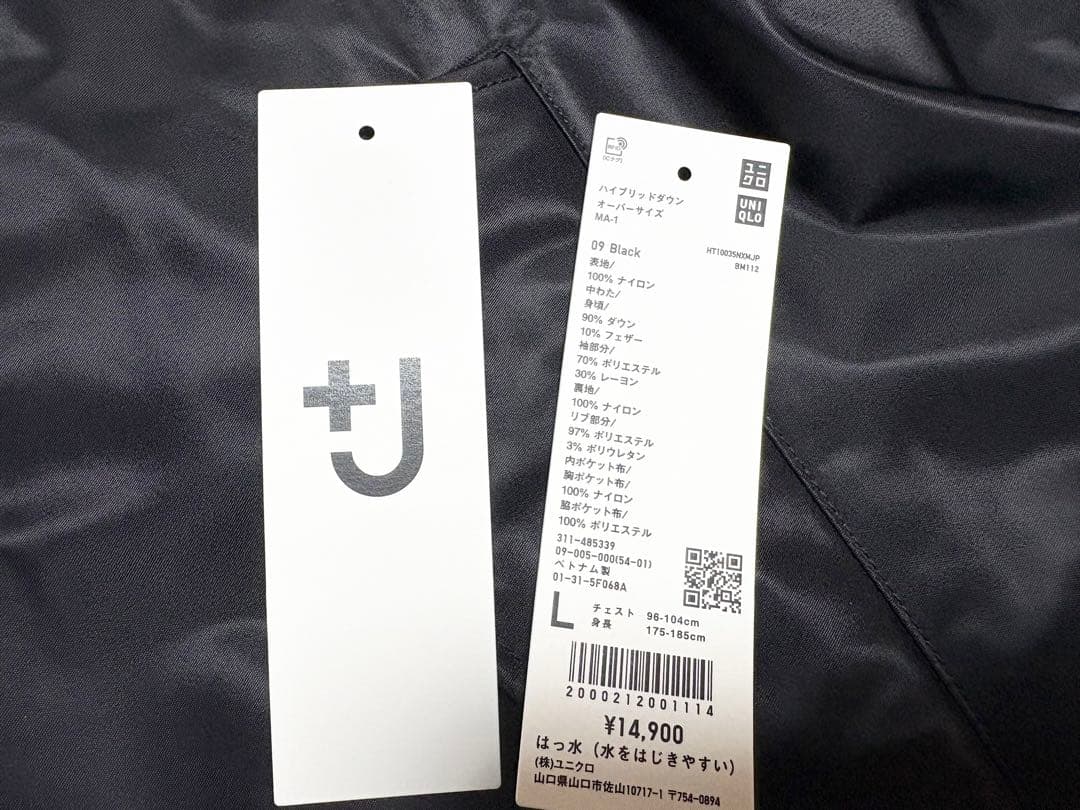 +J
RFID
[ICタグ]
ユニ
クロ
UNI
QLO
ハイブリッドダウン
オーバーサイズ
MA-1
HT10035NXMJP
BM112
09 Black
表地/
100% ナイロン
中わた/
身頃/
90% ダウン
10% フェザー
袖部分/
70% ポリエステル
30% レーヨン
裏地/
100% ナイロン
リブ部分/
97% ポリエステル
3% ポリウレタン
内ポケット布/
胸ポケット布/
100% ナイロン
脇ポケット布/
100% ポリエステル
311-485339
09-005-000(54-01)
ベトナム製
01-31-5F068A
L チェスト 96-104cm
身長 175-185cm
2000212001114
¥14,900
はっ水 (水をはじきやすい)
(株)ユニクロ
山口県山口市佐山10717-1 〒754-0894